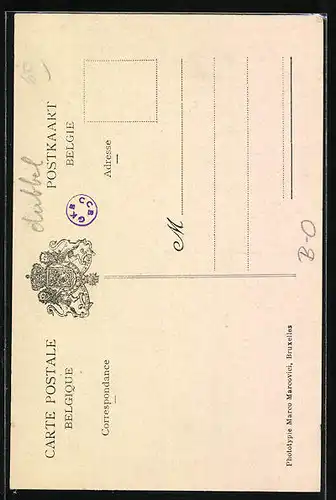 dubbel
CARTE POSTALE
POSTKAART
BELGIQUE
BELGIE
Correspondance
Adresse
M
B-O
Phototypie Marco Marcovici, Bruxelles